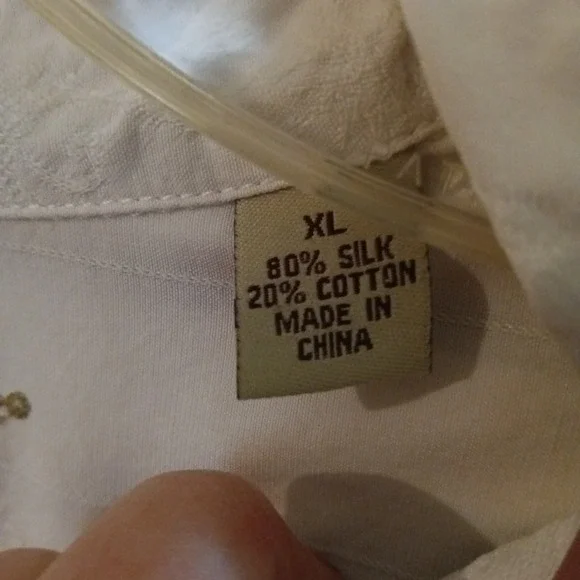 XL
80% SILK
20% COTTON
MADE IN
CHINA